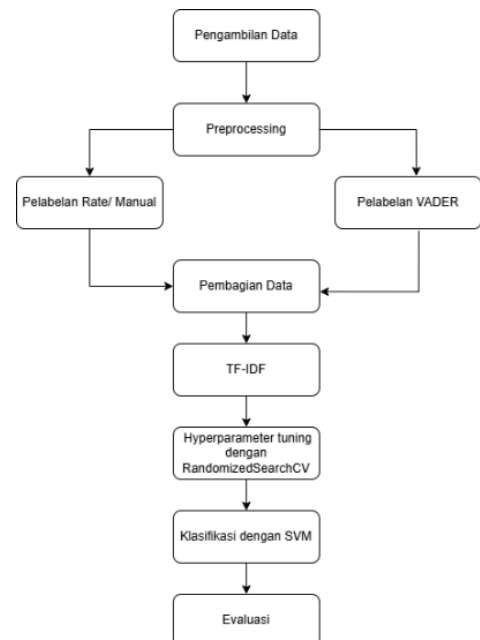 Pengambilan Data
Preprocessing
Pelabelan Rate/ Manual
Pelabelan VADER
Pembagian Data
TF-IDF
Hyperparameter tuning
dengan
RandomizedSearchCV
Klasifikasi dengan SVM
Evaluasi